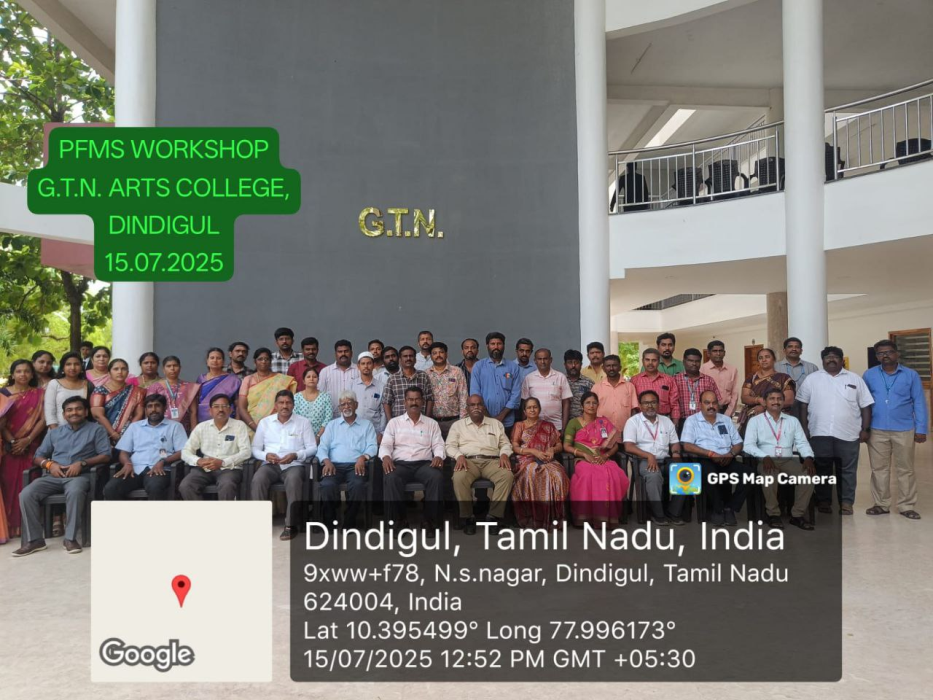 PFMS WORKSHOP
G.T.N. ARTS COLLEGE,
DINDIGUL
15.07.2025
G.T.N.
GPS Map Camera
Dindigul, Tamil Nadu, India
9xww+f78, N.s.nagar, Dindigul, Tamil Nadu
624004, India
Lat 10.395499° Long 77.996173°
15/07/2025 12:52 PM GMT +05:30
Google